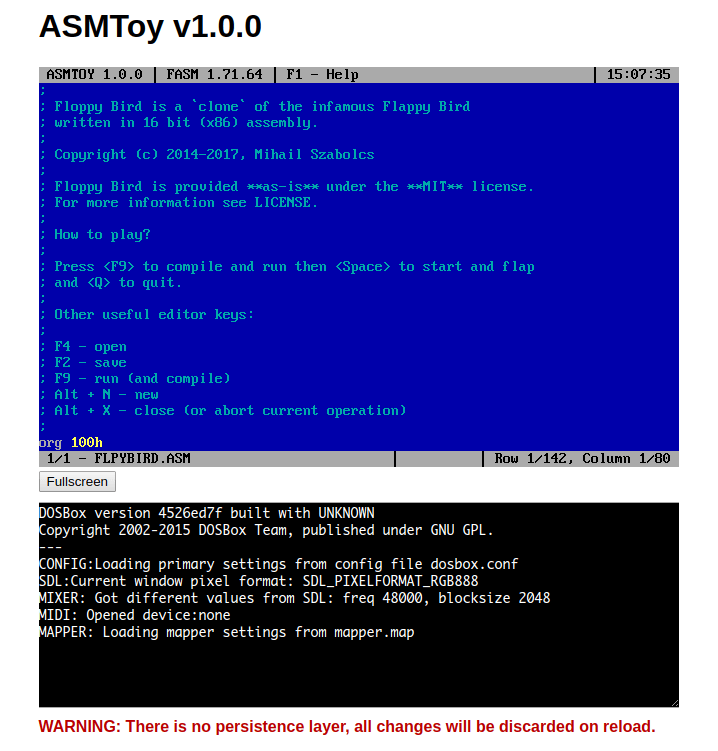 ASMToy v1.0.0
ASMTOY 1.0.0 | FASM 1.71.64 | F1 - Help | 15:07:35
;
; Floppy Bird is a `clone` of the infamous Flappy Bird
; written in 16 bit (x86) assembly.
;
; Copyright (c) 2014-2017, Mihail Szabolcs
;
; Floppy Bird is provided **as-is** under the **MIT** license.
; For more information see LICENSE.
;
; How to play?
;
; Press <F9> to compile and run then <Space> to start and flap
; and <Q> to quit.
;
; Other useful editor keys:
;
; F4 - open
; F2 - save
; F9 - run (and compile)
; Alt + N - new
; Alt + X - close (or abort current operation)
;
org 100h
1/1 - FLPYBIRD.ASM | | Row 1/142, Column 1/80
Fullscreen
DOSBox version 4526ed7f built with UNKNOWN
Copyright 2002-2015 DOSBox Team, published under GNU GPL.
---
CONFIG:Loading primary settings from config file dosbox.conf
SDL:Current window pixel format: SDL_PIXELFORMAT_RGB888
MIXER: Got different values from SDL: freq 48000, blocksize 2048
MIDI: Opened device:none
MAPPER: Loading mapper settings from mapper.map
WARNING: There is no persistence layer, all changes will be discarded on reload.